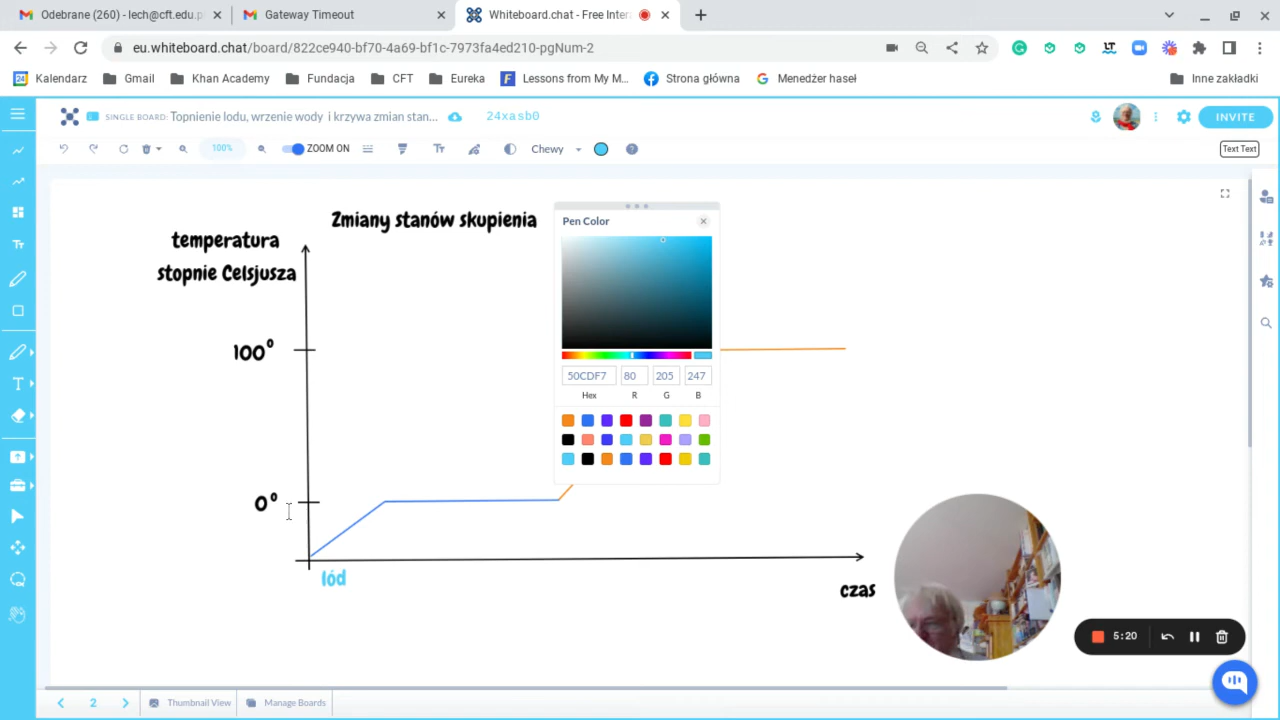 Odebrane (260) - lech@cft.edu.p
Gateway Timeout
Whiteboard.chat - Free Inter
eu.whiteboard.chat/board/822ce940-bf70-4a69-bf1c-7973fa4ed210-pgNum-2
Kalendarz
Gmail
Khan Academy
Fundacja
CFT
Eureka
Lessons from My M...
Strona główna
Menedżer haseł
Inne zakładki
SINGLE BOARD: Topnienie lodu, wrzenie wody i krzywa zmian stan...
24xasb0
INVITE
100%
ZOOM ON
Chewy
Text Text
Zmiany stanów skupienia
temperatura
stopnie Celsjusza
100°
0°
lód
czas
Pen Color
50CDF7 80 205 247
Hex R G B
5:20
2
Thumbnail View
Manage Boards